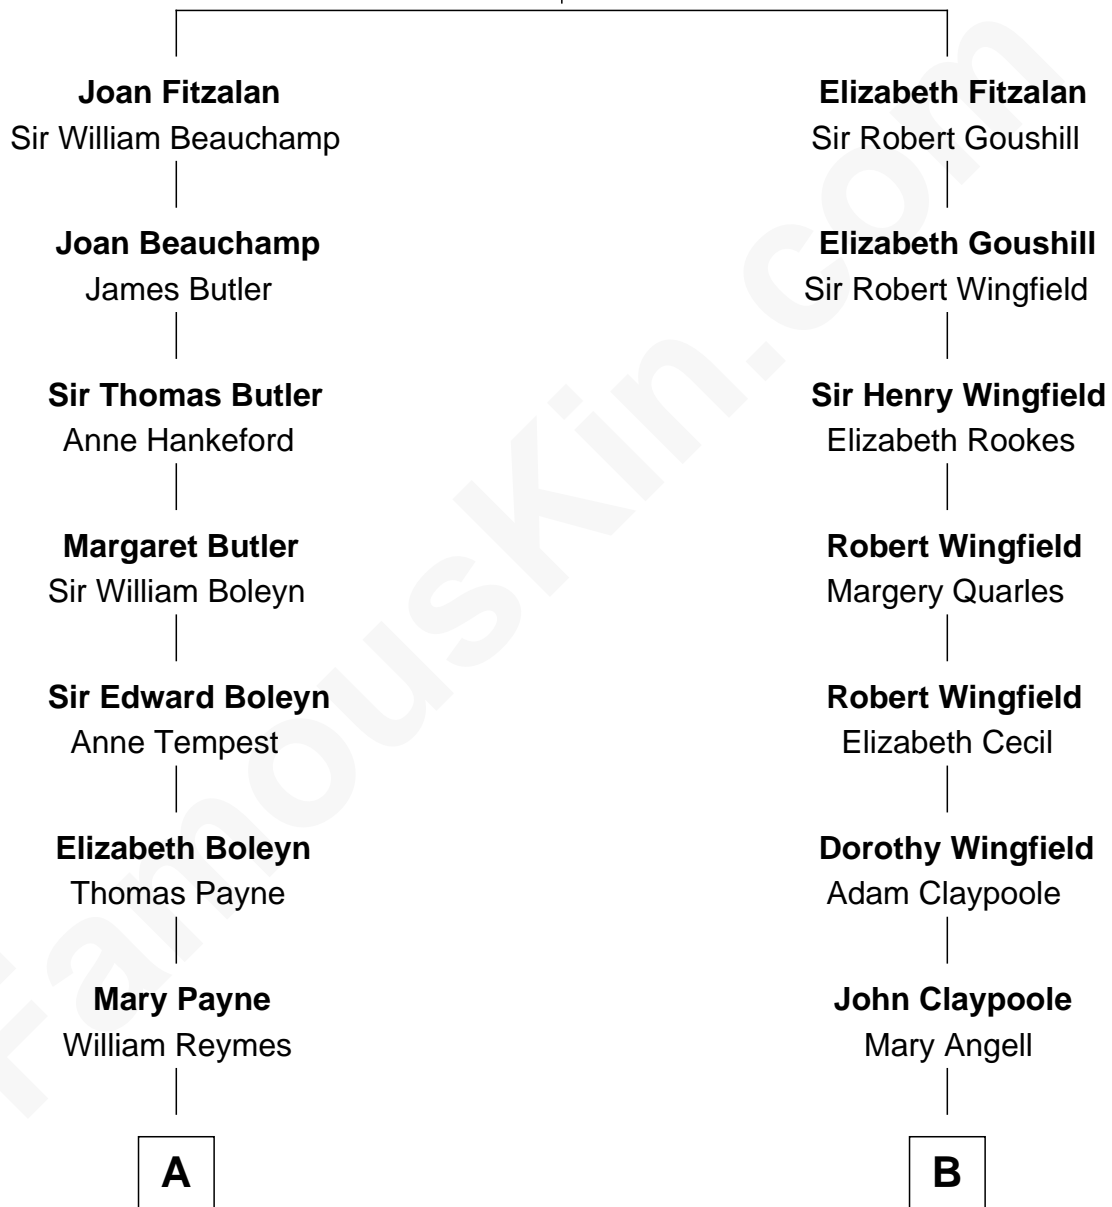 Joan Fitzalan
Sir William Beauchamp
Joan Beauchamp
James Butler
Sir Thomas Butler
Anne Hankeford
Margaret Butler
Sir William Boleyn
Sir Edward Boleyn
Anne Tempest
Elizabeth Boleyn
Thomas Payne
Mary Payne
William Reymes
A
Elizabeth Fitzalan
Sir Robert Goushill
Elizabeth Goushill
Sir Robert Wingfield
Sir Henry Wingfield
Elizabeth Rookes
Robert Wingfield
Margery Quarles
Robert Wingfield
Elizabeth Cecil
Dorothy Wingfield
Adam Claypoole
John Claypoole
Mary Angell
B
FamousKin.com